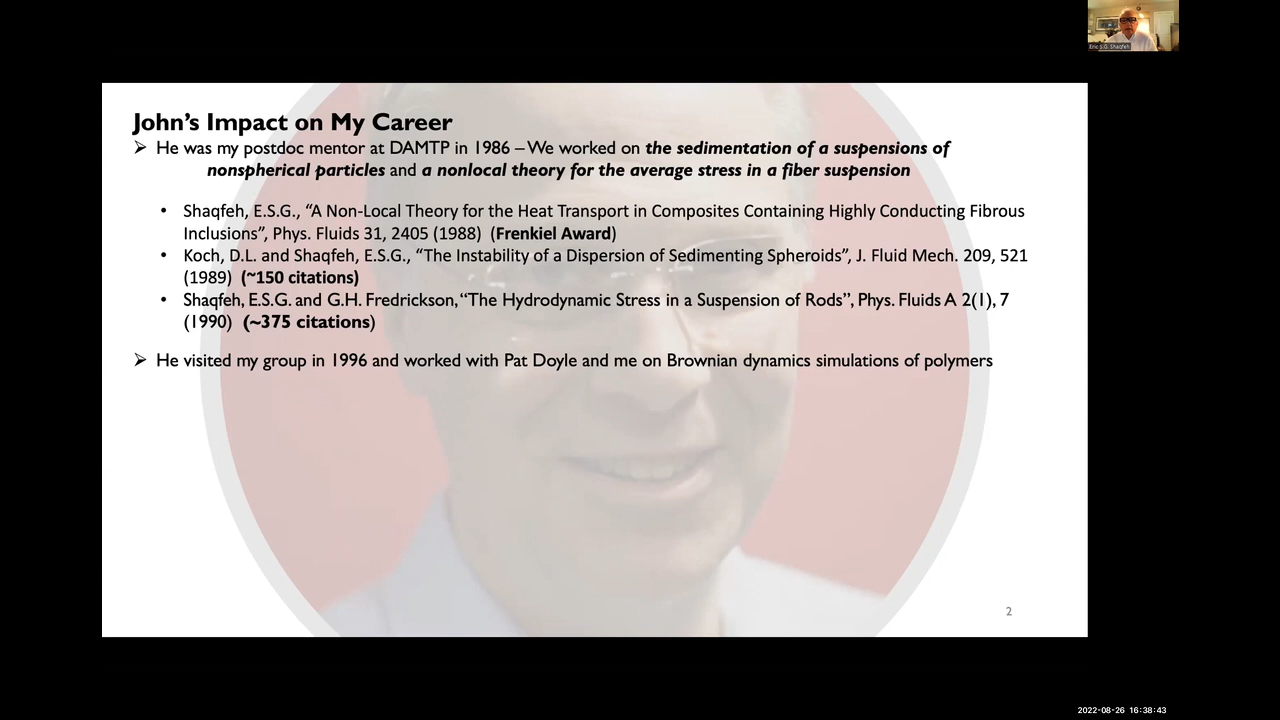 Eric S.G. Shaqfeh
John’s Impact on My Career
➢ He was my postdoc mentor at DAMTP in 1986 – We worked on the sedimentation of a suspensions of
nonspherical particles and a nonlocal theory for the average stress in a fiber suspension
• Shaqfeh, E.S.G., “A Non-Local Theory for the Heat Transport in Composites Containing Highly Conducting Fibrous
Inclusions”, Phys. Fluids 31, 2405 (1988) (Frenkiel Award)
• Koch, D.L. and Shaqfeh, E.S.G., “The Instability of a Dispersion of Sedimenting Spheroids”, J. Fluid Mech. 209, 521
(1989) (~150 citations)
• Shaqfeh, E.S.G. and G.H. Fredrickson, “The Hydrodynamic Stress in a Suspension of Rods”, Phys. Fluids A 2(1), 7
(1990) (~375 citations)
➢ He visited my group in 1996 and worked with Pat Doyle and me on Brownian dynamics simulations of polymers
2
2022-08-26 16:38:43